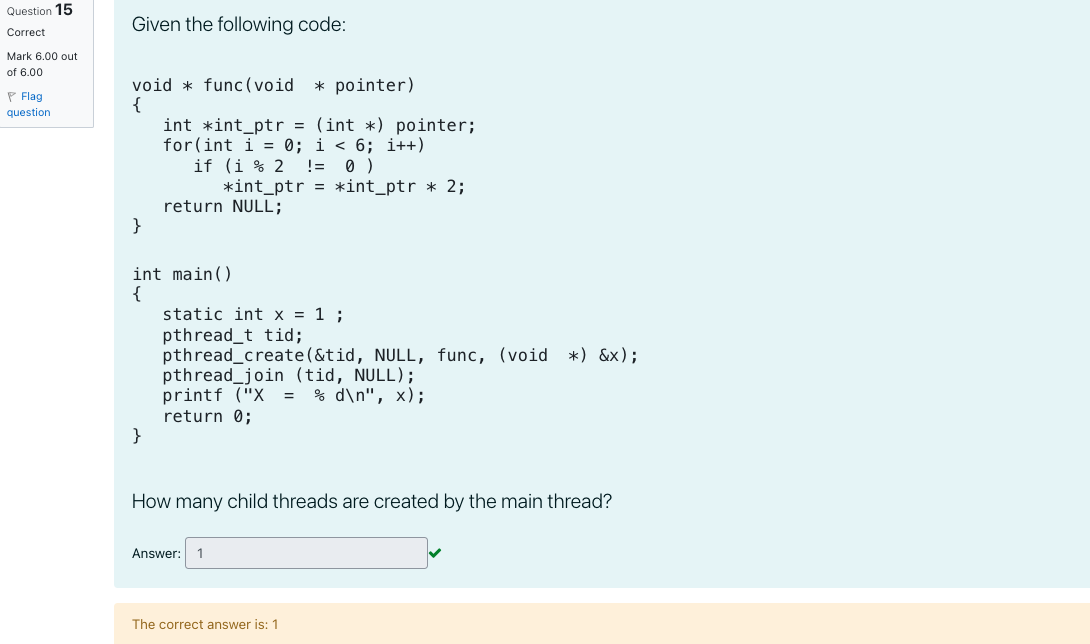 Question 15
Correct
Mark 6.00 out
of 6.00
Flag
question
Given the following code:
void * func(void  * pointer)
{
   int *int_ptr = (int *) pointer;
   for(int i = 0; i < 6; i++)
      if (i % 2  !=  0 )
         *int_ptr = *int_ptr * 2;
   return NULL;
}
int main()
{
   static int x = 1 ;
   pthread_t tid;
   pthread_create(&tid, NULL, func, (void  *) &x);
   pthread_join (tid, NULL);
   printf ("X  =  % d\n", x);
   return 0;
}
How many child threads are created by the main thread?
Answer: 1
The correct answer is: 1